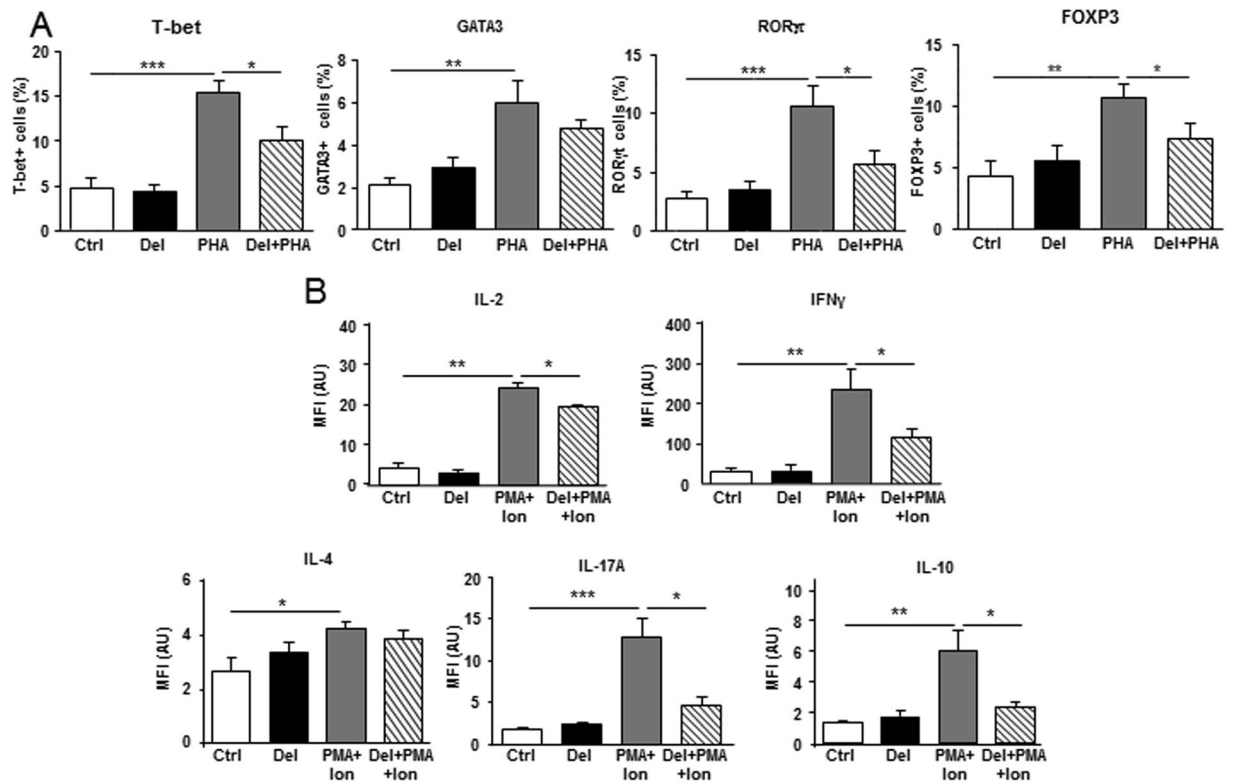 A
T-bet
T-bet+ cells (%)
20
15
10
5
0
***
*
Ctrl Del PHA Del+PHA
GATA3
GATA3+ cells (%)
8
6
4
2
0
**
Ctrl Del PHA Del+PHA
RORγt
RORγt cells (%)
15
10
5
0
***
*
Ctrl Del PHA Del+PHA
FOXP3
FOXP3+ cells (%)
15
10
5
0
**
*
Ctrl Del PHA Del+PHA
B
IL-2
MFI (AU)
40
30
20
10
0
**
*
Ctrl Del PMA+ Del+PMA
Ion +Ion
IFNγ
MFI (AU)
400
300
200
100
0
**
*
Ctrl Del PMA+ Del+PMA
Ion +Ion
IL-4
MFI (AU)
6
4
2
0
*
Ctrl Del PMA+ Del+PMA
Ion +Ion
IL-17A
MFI (AU)
20
15
10
5
0
***
*
Ctrl Del PMA+ Del+PMA
Ion +Ion
IL-10
MFI (AU)
10
8
6
4
2
0
**
*
Ctrl Del PMA+ Del+PMA
Ion +Ion